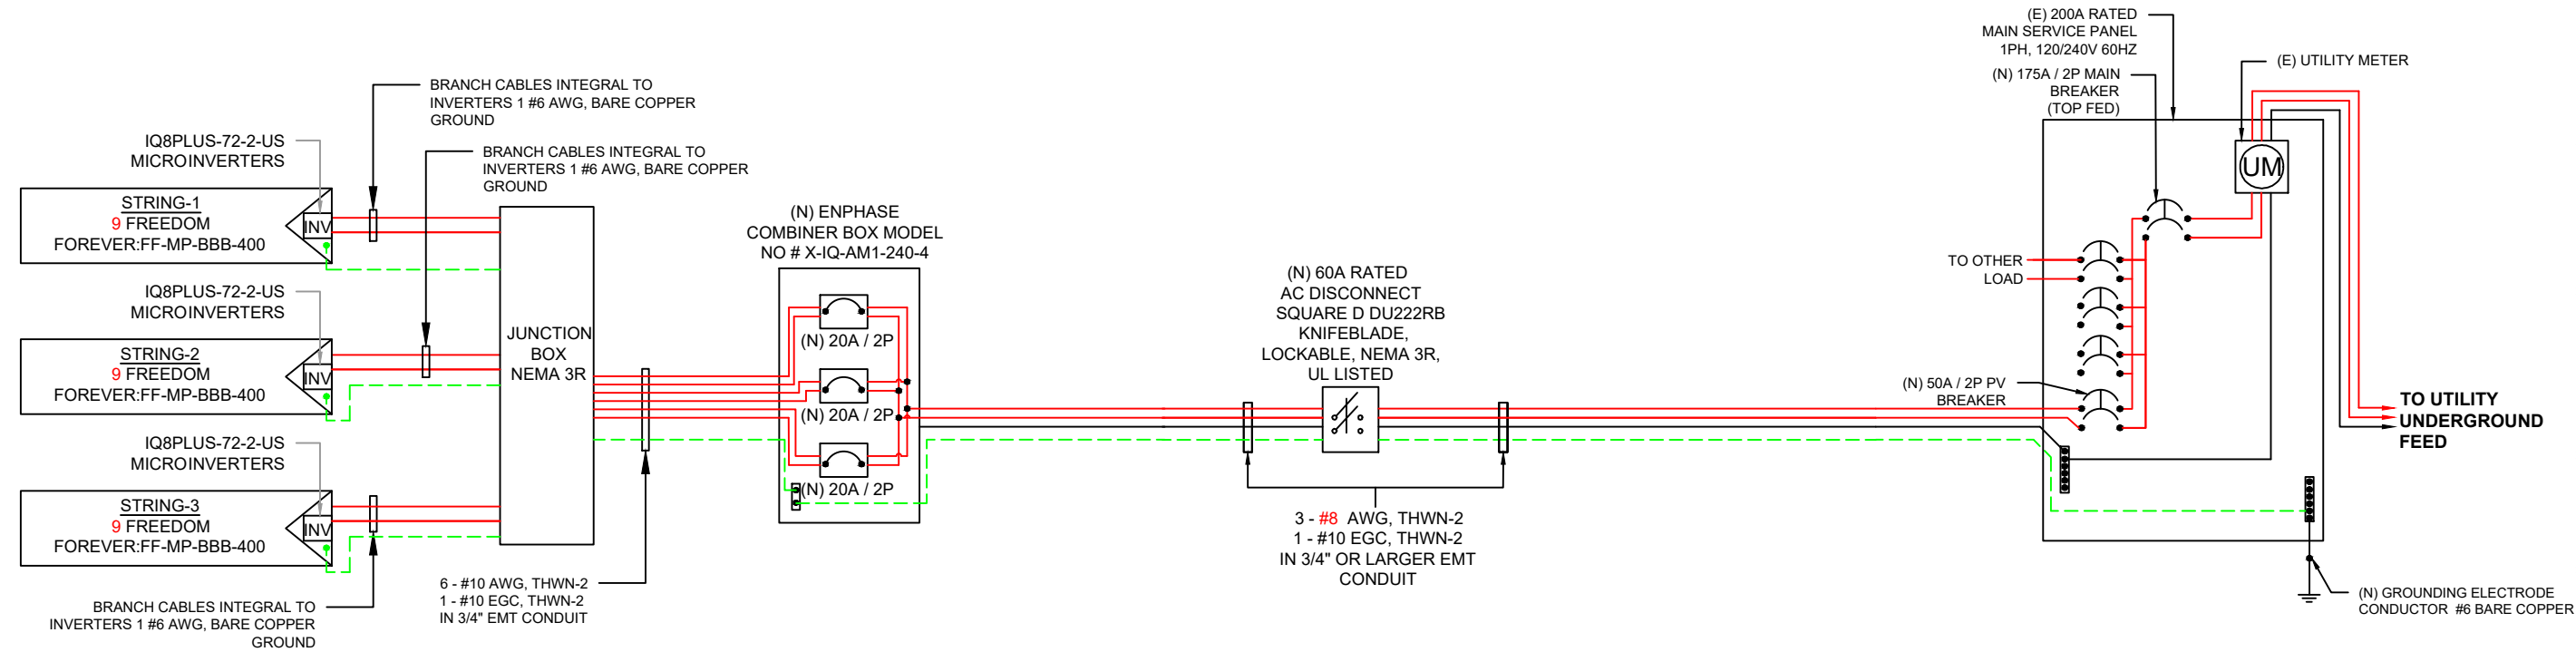 (E) 200A RATED
MAIN SERVICE PANEL
1PH, 120/240V 60HZ
(N) 175A / 2P MAIN
BREAKER
(TOP FED)
(E) UTILITY METER
BRANCH CABLES INTEGRAL TO
INVERTERS 1 #6 AWG, BARE COPPER
GROUND
IQ8PLUS-72-2-US
MICROINVERTERS
BRANCH CABLES INTEGRAL TO
INVERTERS 1 #6 AWG, BARE COPPER
GROUND
STRING-1
9 FREEDOM
FOREVER:FF-MP-BBB-400
INV
IQ8PLUS-72-2-US
MICROINVERTERS
STRING-2
9 FREEDOM
FOREVER:FF-MP-BBB-400
INV
IQ8PLUS-72-2-US
MICROINVERTERS
STRING-3
9 FREEDOM
FOREVER:FF-MP-BBB-400
INV
BRANCH CABLES INTEGRAL TO
INVERTERS 1 #6 AWG, BARE COPPER
GROUND
JUNCTION
BOX
NEMA 3R
6 - #10 AWG, THWN-2
1 - #10 EGC, THWN-2
IN 3/4" EMT CONDUIT
(N) ENPHASE
COMBINER BOX MODEL
NO # X-IQ-AM1-240-4
(N) 20A / 2P
(N) 20A / 2P
(N) 20A / 2P
(N) 60A RATED
AC DISCONNECT
SQUARE D DU222RB
KNIFEBLADE,
LOCKABLE, NEMA 3R,
UL LISTED
3 - #8 AWG, THWN-2
1 - #10 EGC, THWN-2
IN 3/4" OR LARGER EMT
CONDUIT
UM
TO OTHER
LOAD
(N) 50A / 2P PV
BREAKER
TO UTILITY
UNDERGROUND
FEED
(N) GROUNDING ELECTRODE
CONDUCTOR #6 BARE COPPER